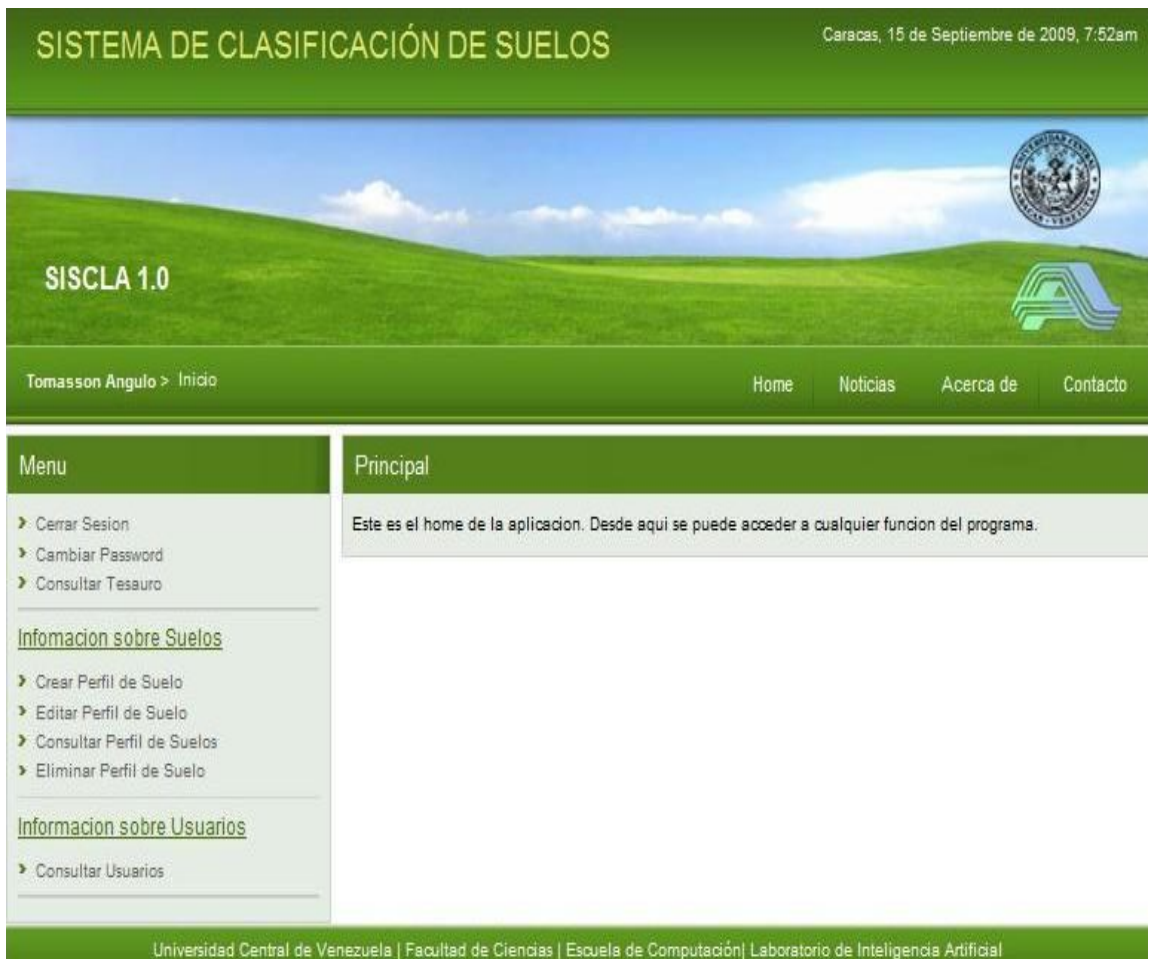 SISTEMA DE CLASIFICACIÓN DE SUELOS
Caracas, 15 de Septiembre de 2009, 7:52am
UNIVERSIDAD CENTRAL
CARACAS - VENEZUELA
SISCLA 1.0
Tomasson Angulo > Inicio
Home Noticias Acerca de Contacto
Menu
Cerrar Sesion
Cambiar Password
Consultar Tesauro
Infomacion sobre Suelos
Crear Perfil de Suelo
Editar Perfil de Suelo
Consultar Perfil de Suelos
Eliminar Perfil de Suelo
Informacion sobre Usuarios
Consultar Usuarios
Principal
Este es el home de la aplicacion. Desde aqui se puede acceder a cualquier funcion del programa.
Universidad Central de Venezuela | Facultad de Ciencias | Escuela de Computación| Laboratorio de Inteligencia Artificial